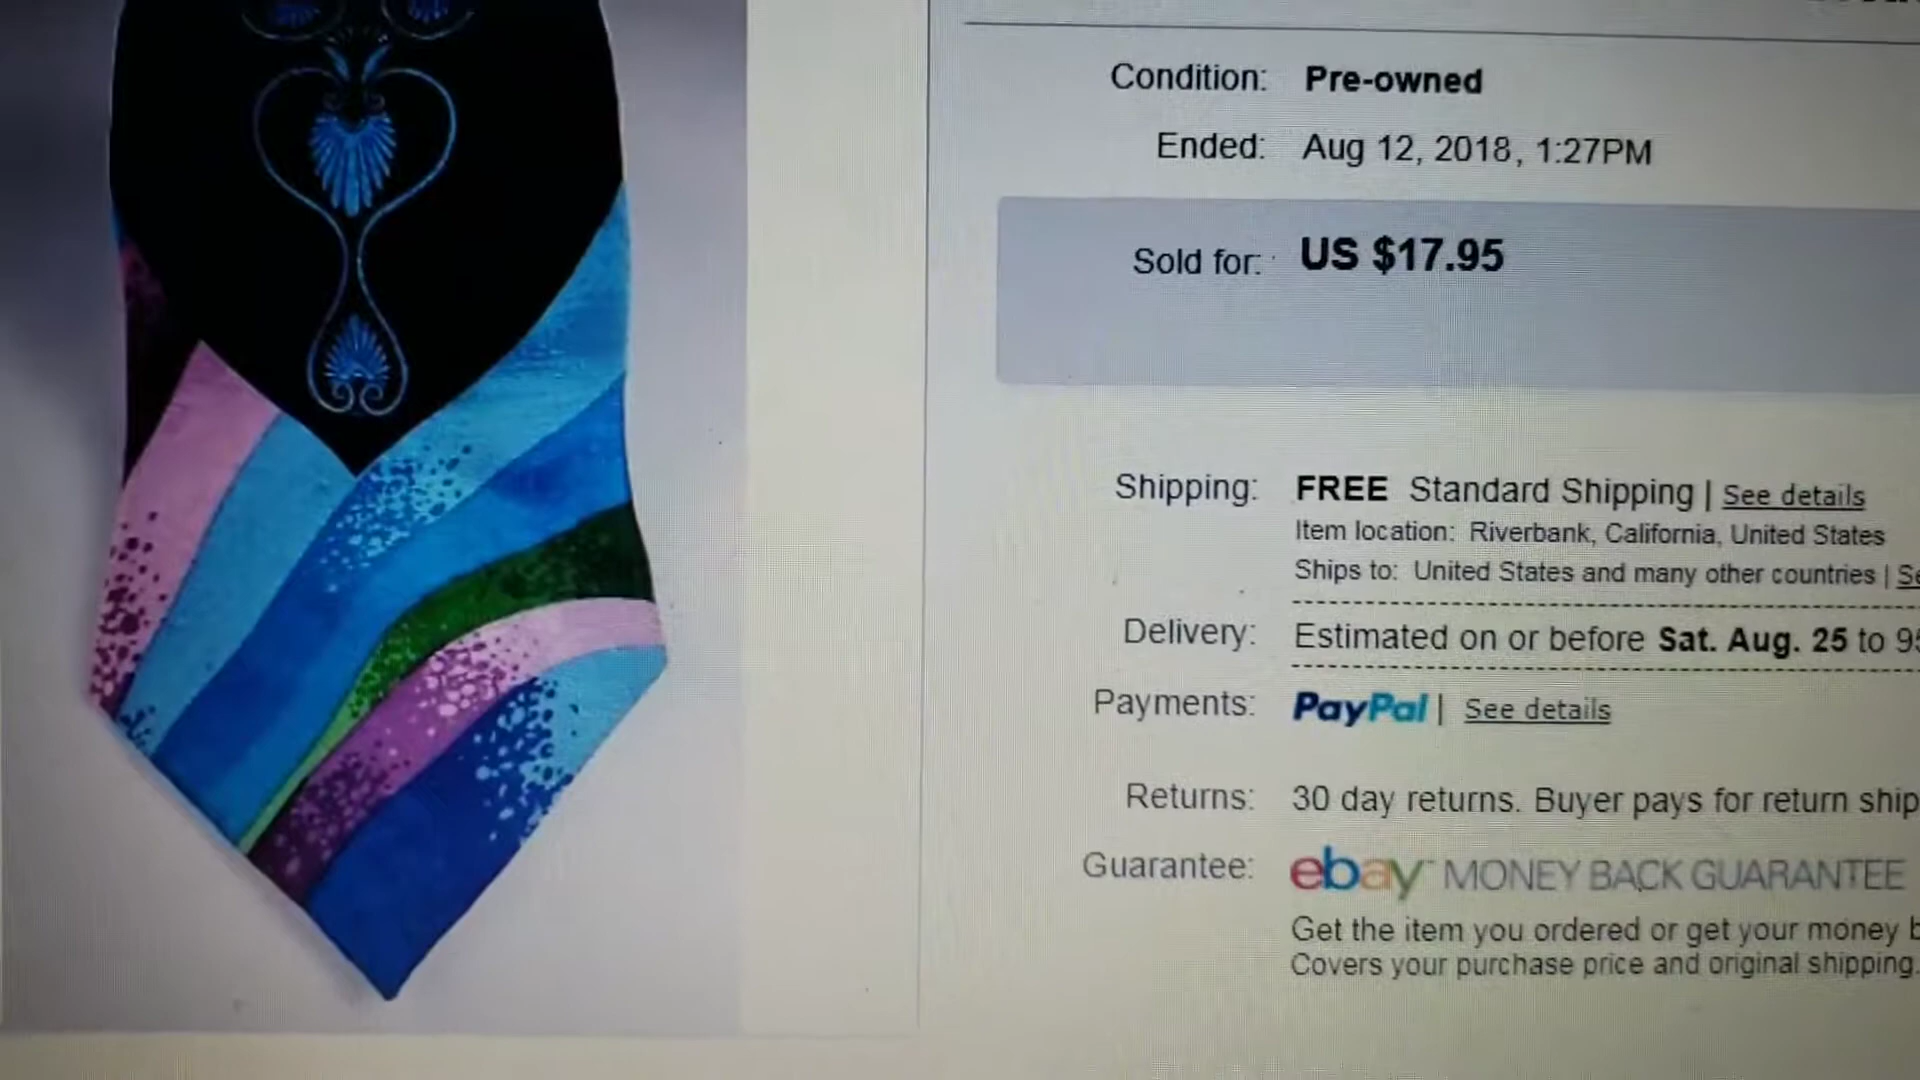 Condition: Pre-owned
Ended: Aug 12, 2018, 1:27PM
Sold for: US $17.95
Shipping: FREE Standard Shipping | See details
Item location: Riverbank, California, United States
Ships to: United States and many other countries |
Delivery: Estimated on or before Sat. Aug. 25 to
Payments: PayPal | See details
Returns: 30 day returns. Buyer pays for return
Guarantee: ebay MONEY BACK GUARANTEE
Get the item you ordered or get your money
Covers your purchase price and original shipping.